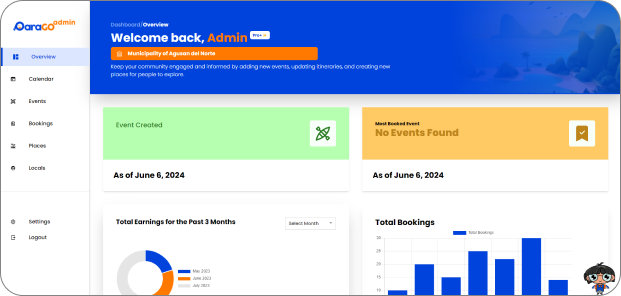 ParaGO admin
Overview
Calendar
Events
Bookings
Places
Locals
Settings
Logout
Dashboard/Overview
Welcome back, Admin Pro+
Municipality of Agusan del Norte
Keep your community engaged and informed by adding new events, updating itineraries, and creating new
places for people to explore.
Event Created
As of June 6, 2024
Most Booked Event
No Events Found
As of June 6, 2024
Total Earnings for the Past 3 Months
Select Month
May 2023
June 2023
July 2023
Total Bookings
Total Bookings
30
25
20
15
10